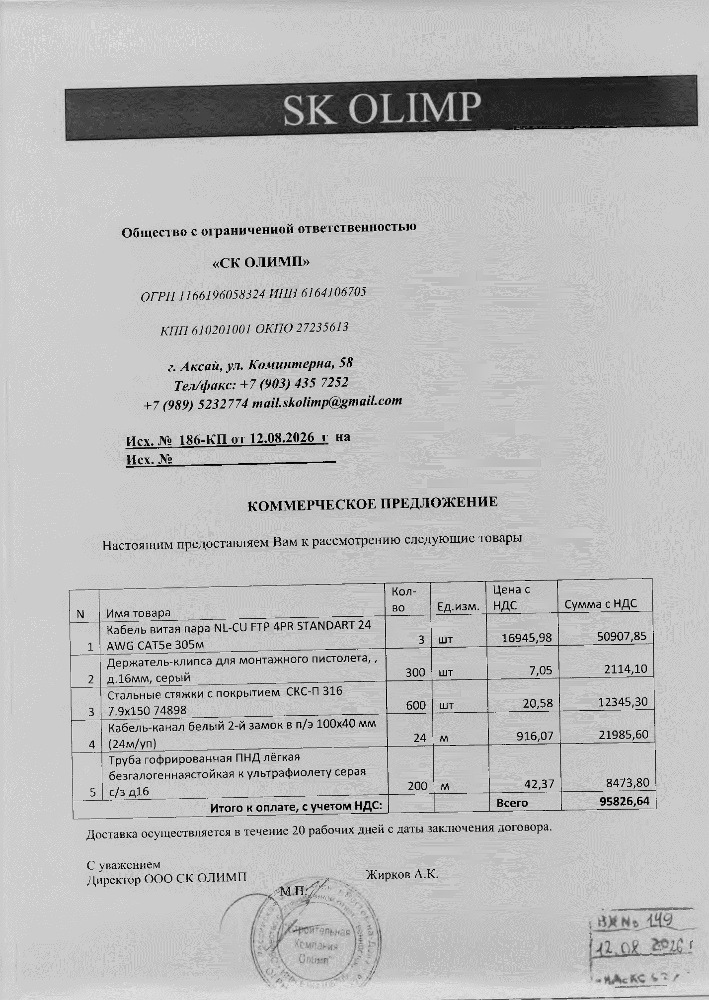 SK OLIMP
Общество с ограниченной ответственностью
«СК ОЛИМП»
ОГРН 1166196058324 ИНН 6164106705
КПП 610201001 ОКПО 27235613
г. Аксай, ул. Коминтерна, 58
Тел/факс: +7 (903) 435 7252
+7 (989) 5232774 mail.skolimp@gmail.com
Исх. № 186-КП от 12.08.2026 г на
Исх. №
КОММЕРЧЕСКОЕ ПРЕДЛОЖЕНИЕ
Настоящим предоставляем Вам к рассмотрению следующие товары
N Имя товара Кол-во Ед.изм. Цена с НДС Сумма с НДС
Кабель витая пара NL-CU FTP 4PR STANDART 24
1 AWG CAT5e 305м 3 шт 16945,98 50907,85
Держатель-клипса для монтажного пистолета, ,
2 д.16мм, серый 300 шт 7,05 2114,10
Стальные стяжки с покрытием СКС-П 316
3 7.9x150 74898 600 шт 20,58 12345,30
Кабель-канал белый 2-й замок в п/э 100x40 мм
4 (24м/уп) 24 м 916,07 21985,60
Труба гофрированная ПНД лёгкая
безгалогеннаястойкая к ультрафиолету серая
5 с/з д16 200 м 42,37 8473,80
Итого к оплате, с учетом НДС: Всего 95826,64
Доставка осуществляется в течение 20 рабочих дней с даты заключения договора.
С уважением
Директор ООО СК ОЛИМП Жирков А.К.
М.П.
Строительная
Компания
Олимп"
ВХ № 149
12.08 2026 г